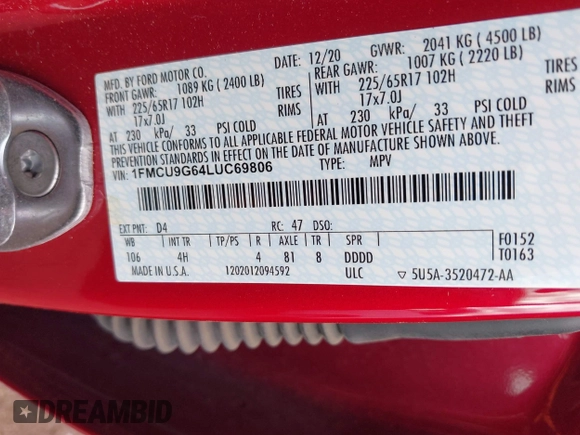 MFD. BY FORD MOTOR CO.
DATE: 12/20 GVWR: 2041 KG ( 4500 LB)
FRONT GAWR: 1089 KG ( 2400 LB) REAR GAWR: 1007 KG ( 2220 LB)
WITH 225/65R17 102H TIRES WITH 225/65R17 102H TIRES
17x7.0J RIMS 17x7.0J RIMS
AT 230 kPa/ 33 PSI COLD AT 230 kPa/ 33 PSI COLD
THIS VEHICLE CONFORMS TO ALL APPLICABLE FEDERAL MOTOR VEHICLE SAFETY AND THEFT
PREVENTION STANDARDS IN EFFECT ON THE DATE OF MANUFACTURE SHOWN ABOVE.
VIN: 1FMCU9G64LUC69806 TYPE: MPV
EXT PNT: D4 RC: 47 DSO:
WB INT TR TP/PS R AXLE TR SPR
106 4H 4 81 8 DDDD
F0152
T0163
MADE IN U.S.A. 1202012094592 ULC ▽ 5U5A-3520472-AA
DREAMBID